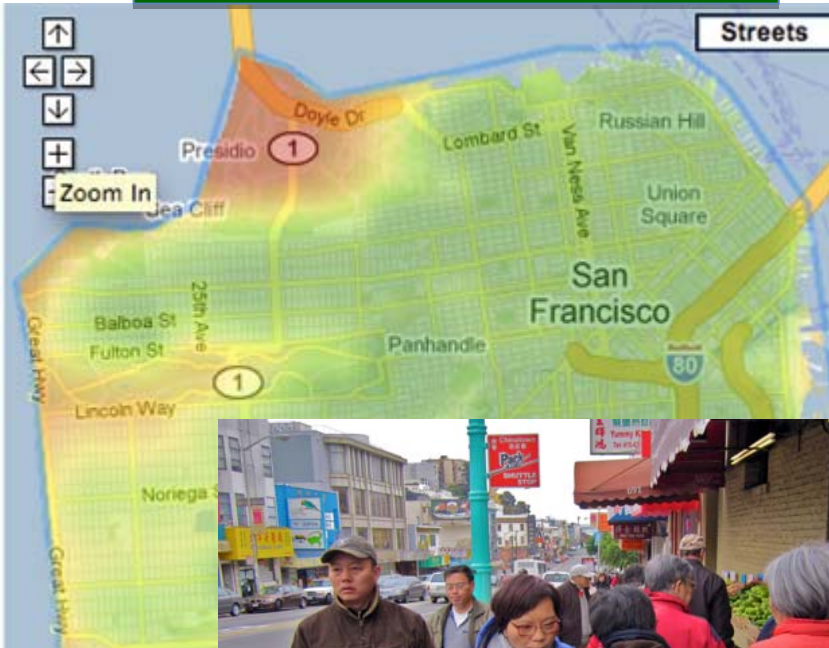 Streets
Doyle Dr
Presidio
1
Lombard St
Russian Hill
Van Ness Ave
Zoom In
Sea Cliff
Union
Square
25th Ave
San
Francisco
Balboa St
Fulton St
Panhandle
Great Hwy
80
1
Lincoln Way
Noriega
Great Hwy
Chinatown
Park
SHUTTLE
STOP
Yummy